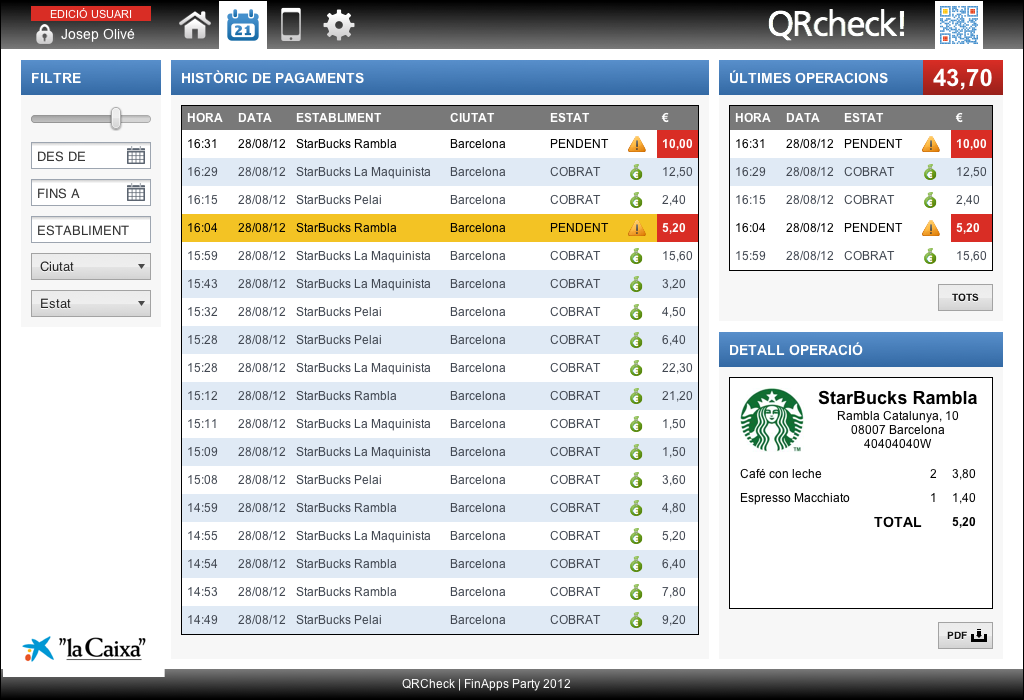 EDICIÓ USUARI
Josep Olivé
21
QRcheck!
FILTRE
DES DE
FINS A
ESTABLIMENT
Ciutat
Estat
"la Caixa"
HISTÒRIC DE PAGAMENTS
HORA DATA ESTABLIMENT CIUTAT ESTAT €
16:31 28/08/12 StarBucks Rambla Barcelona PENDENT 10,00
16:29 28/08/12 StarBucks La Maquinista Barcelona COBRAT € 12,50
16:15 28/08/12 StarBucks Pelai Barcelona COBRAT € 2,40
16:04 28/08/12 StarBucks Rambla Barcelona PENDENT 5,20
15:59 28/08/12 StarBucks La Maquinista Barcelona COBRAT € 15,60
15:43 28/08/12 StarBucks La Maquinista Barcelona COBRAT € 3,20
15:32 28/08/12 StarBucks Pelai Barcelona COBRAT € 4,50
15:28 28/08/12 StarBucks Pelai Barcelona COBRAT € 6,40
15:28 28/08/12 StarBucks La Maquinista Barcelona COBRAT € 22,30
15:12 28/08/12 StarBucks Rambla Barcelona COBRAT € 21,20
15:11 28/08/12 StarBucks La Maquinista Barcelona COBRAT € 1,50
15:09 28/08/12 StarBucks La Maquinista Barcelona COBRAT € 1,50
15:08 28/08/12 StarBucks Pelai Barcelona COBRAT € 3,60
14:59 28/08/12 StarBucks Rambla Barcelona COBRAT € 4,80
14:55 28/08/12 StarBucks La Maquinista Barcelona COBRAT € 5,20
14:54 28/08/12 StarBucks Rambla Barcelona COBRAT € 6,40
14:53 28/08/12 StarBucks Rambla Barcelona COBRAT € 7,80
14:49 28/08/12 StarBucks Pelai Barcelona COBRAT € 9,20
ÚLTIMES OPERACIONS 43,70
HORA DATA ESTAT €
16:31 28/08/12 PENDENT 10,00
16:29 28/08/12 COBRAT € 12,50
16:15 28/08/12 COBRAT € 2,40
16:04 28/08/12 PENDENT 5,20
15:59 28/08/12 COBRAT € 15,60
TOTS
DETALL OPERACIÓ
StarBucks Rambla
Rambla Catalunya, 10
08007 Barcelona
40404040W
TM
Café con leche 2 3,80
Espresso Macchiato 1 1,40
TOTAL 5,20
PDF
QRCheck | FinApps Party 2012